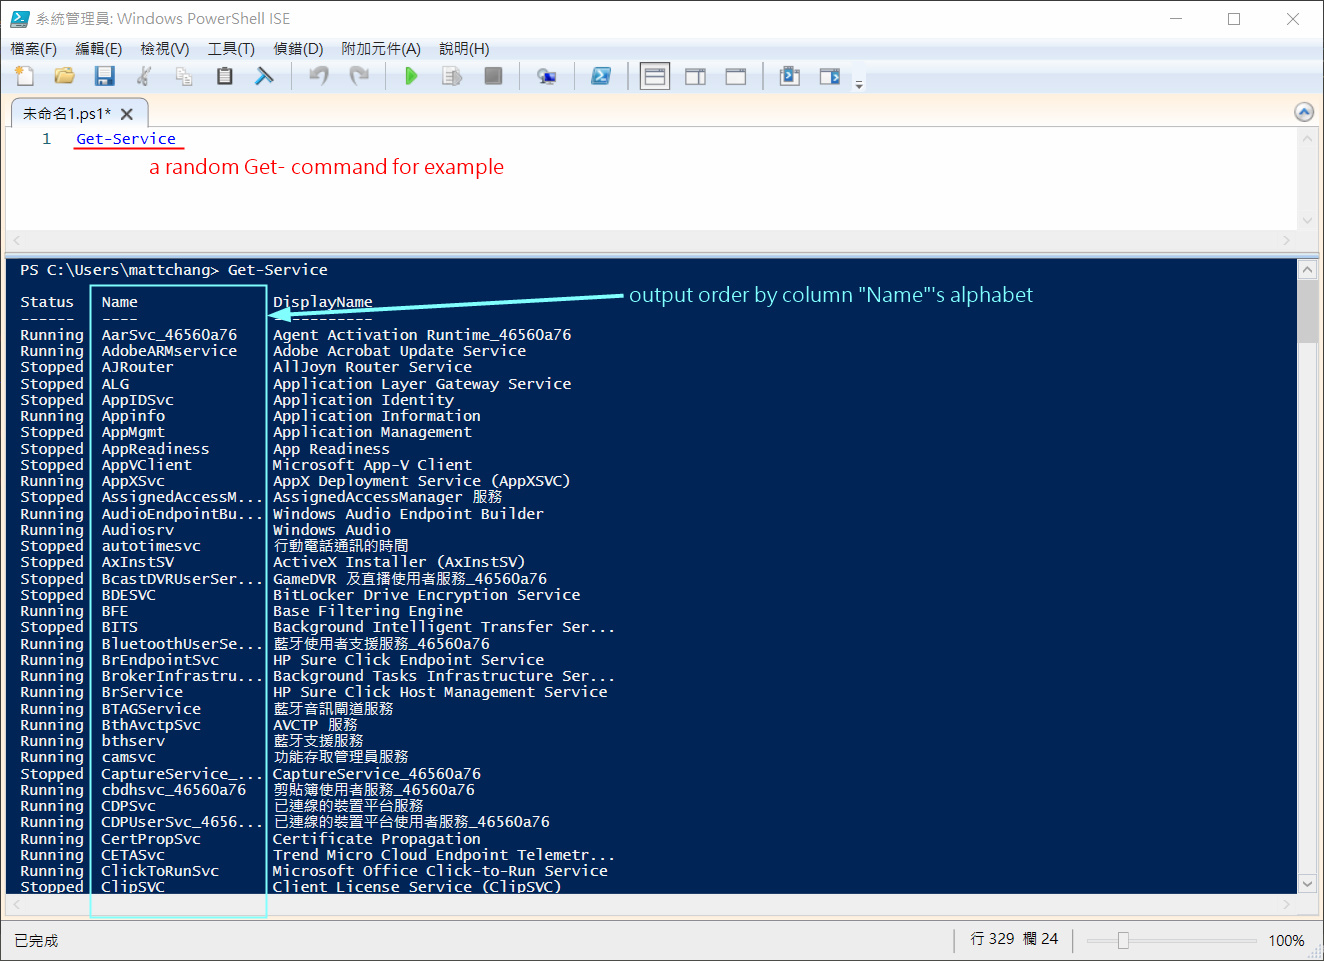 系統管理員: Windows PowerShell ISE
檔案(F) 編輯(E) 檢視(V) 工具(T) 偵錯(D) 附加元件(A) 說明(H)
未命名1.ps1*
1 Get-Service
a random Get- command for example
PS C:\Users\mattchang> Get-Service
output order by column "Name"'s alphabet
Status Name DisplayName
------ ---- -----------
Running AarSvc_46560a76 Agent Activation Runtime_46560a76
Running AdobeARMservice Adobe Acrobat Update Service
Stopped AJRouter AllJoyn Router Service
Stopped ALG Application Layer Gateway Service
Stopped AppIDSvc Application Identity
Running Appinfo Application Information
Stopped AppMgmt Application Management
Stopped AppReadiness App Readiness
Stopped AppVClient Microsoft App-V Client
Running AppXSvc AppX Deployment Service (AppXSVC)
Stopped AssignedAccessM... AssignedAccessManager 服務
Running AudioEndpointBu... Windows Audio Endpoint Builder
Running Audiosrv Windows Audio
Stopped autotimesvc 行動電話通訊的時間
Stopped AxInstSV ActiveX Installer (AxInstSV)
Stopped BcastDVRUserSer... GameDVR 及直播使用者服務_46560a76
Stopped BDESVC BitLocker Drive Encryption Service
Running BFE Base Filtering Engine
Stopped BITS Background Intelligent Transfer Ser...
Running BluetoothUserSe... 藍牙使用者支援服務_46560a76
Running BrEndpointSvc HP Sure Click Endpoint Service
Running BrokerInfrastru... Background Tasks Infrastructure Ser...
Running BrService HP Sure Click Host Management Service
Running BTAGService 藍牙音訊閘道服務
Running BthAvctpSvc AVCTP 服務
Running bthserv 藍牙支援服務
Running camsvc 功能存取管理員服務
Stopped CaptureService_... CaptureService_46560a76
Running cbdhsvc_46560a76 剪貼簿使用者服務_46560a76
Running CDPSvc 已連線的裝置平台服務
Running CDPUserSvc_4656... 已連線的裝置平台使用者服務_46560a76
Running CertPropSvc Certificate Propagation
Running CETASvc Trend Micro Cloud Endpoint Telemetr...
Running ClickToRunSvc Microsoft Office Click-to-Run Service
Stopped ClipSVC Client License Service (ClipSVC)
已完成 行 329 欄 24 100%